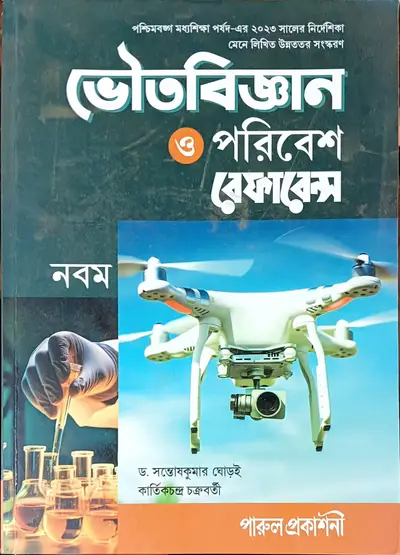 পশ্চিমবঙ্গ মধ্যশিক্ষা পর্ষদ-এর ২০২৩ সালের নির্দেশিকা
মেনে লিখিত উন্নততর সংস্করণ
ভৌতবিজ্ঞান
ও পরিবেশ
রেফারেন্স
নবম
ড. সন্তোষকুমার ঘোড়ই
কার্তিকচন্দ্র চক্রবর্তী
পারুল প্রকাশনী